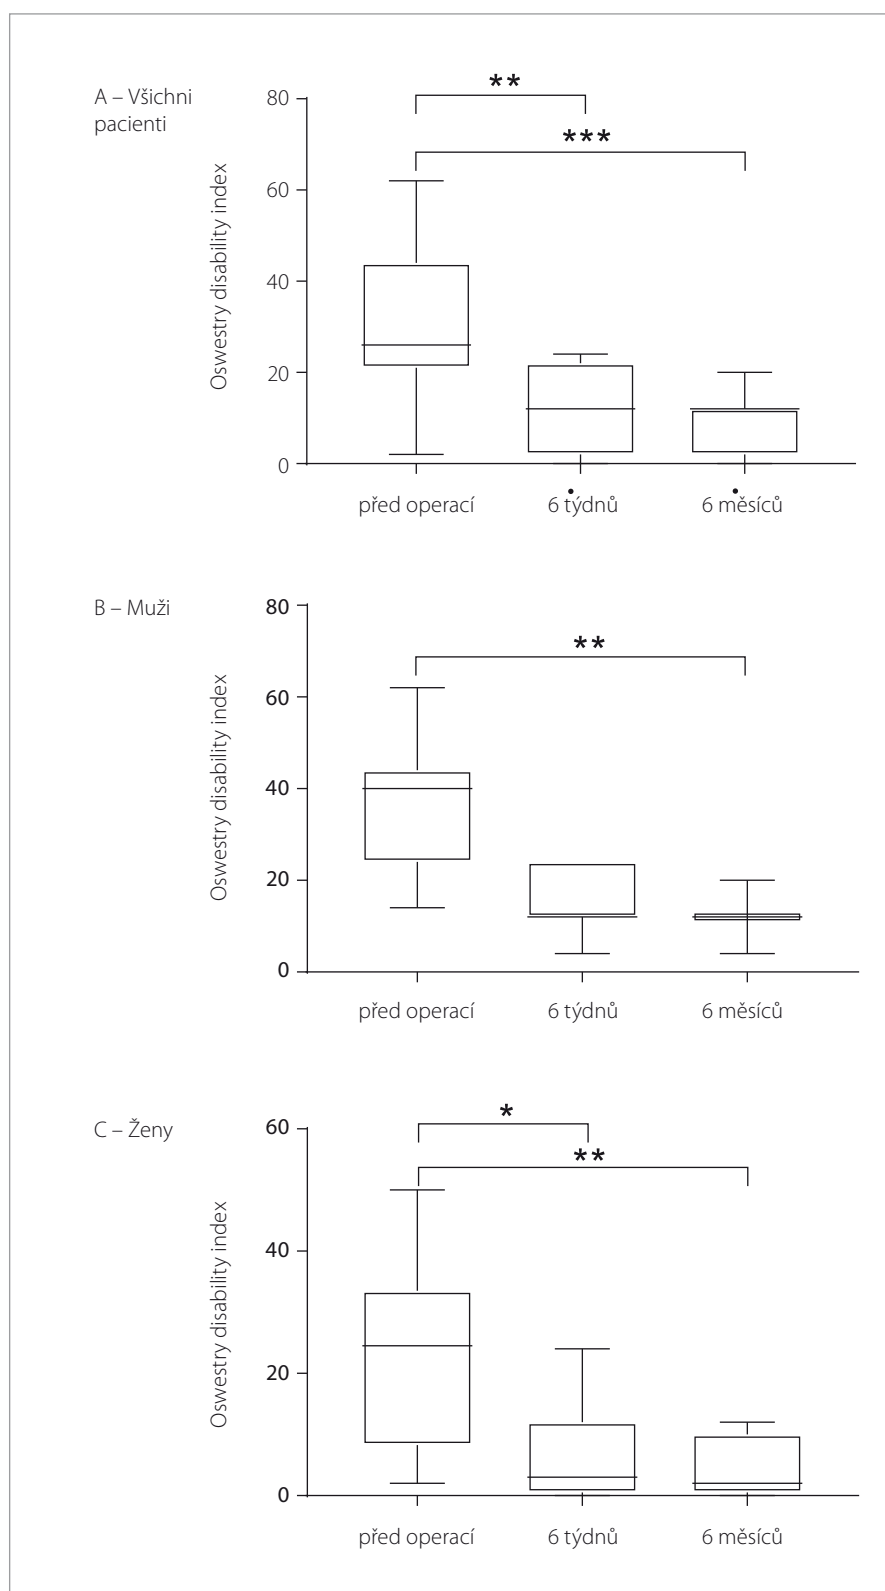 A – Všichni
pacienti
Oswestry disability index
80
60
40
20
0
**
***
před operací
6 týdnů
6 měsíců
B – Muži
Oswestry disability index
80
60
40
20
0
**
před operací
6 týdnů
6 měsíců
C – Ženy
Oswestry disability index
60
40
20
0
*
**
před operací
6 týdnů
6 měsíců